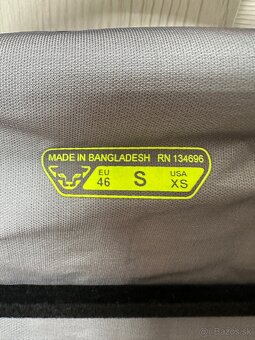 MADE IN BANGLADESH RN 134696
EU
46
S
USA
XS
bazos.sk